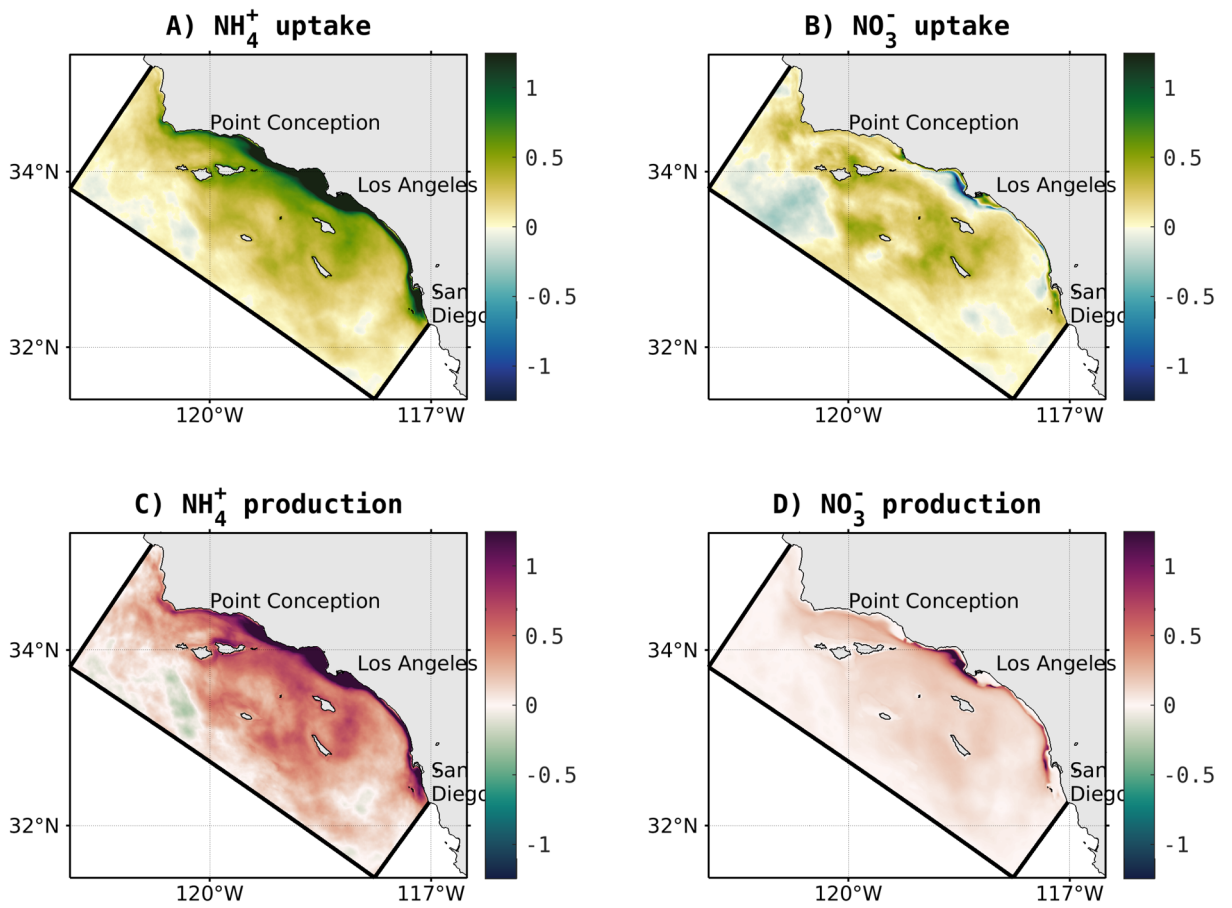 A) NH₄⁺ uptake
1
0.5
0
-0.5
-1
34°N
32°N
120°W
117°W
Point Conception
Los Angeles
San
Diego
B) NO₃⁻ uptake
1
0.5
0
-0.5
-1
34°N
32°N
120°W
117°W
Point Conception
Los Angeles
San
Diego
C) NH₄⁺ production
1
0.5
0
-0.5
-1
34°N
32°N
120°W
117°W
Point Conception
Los Angeles
San
Diego
D) NO₃⁻ production
1
0.5
0
-0.5
-1
34°N
32°N
120°W
117°W
Point Conception
Los Angeles
San
Diego